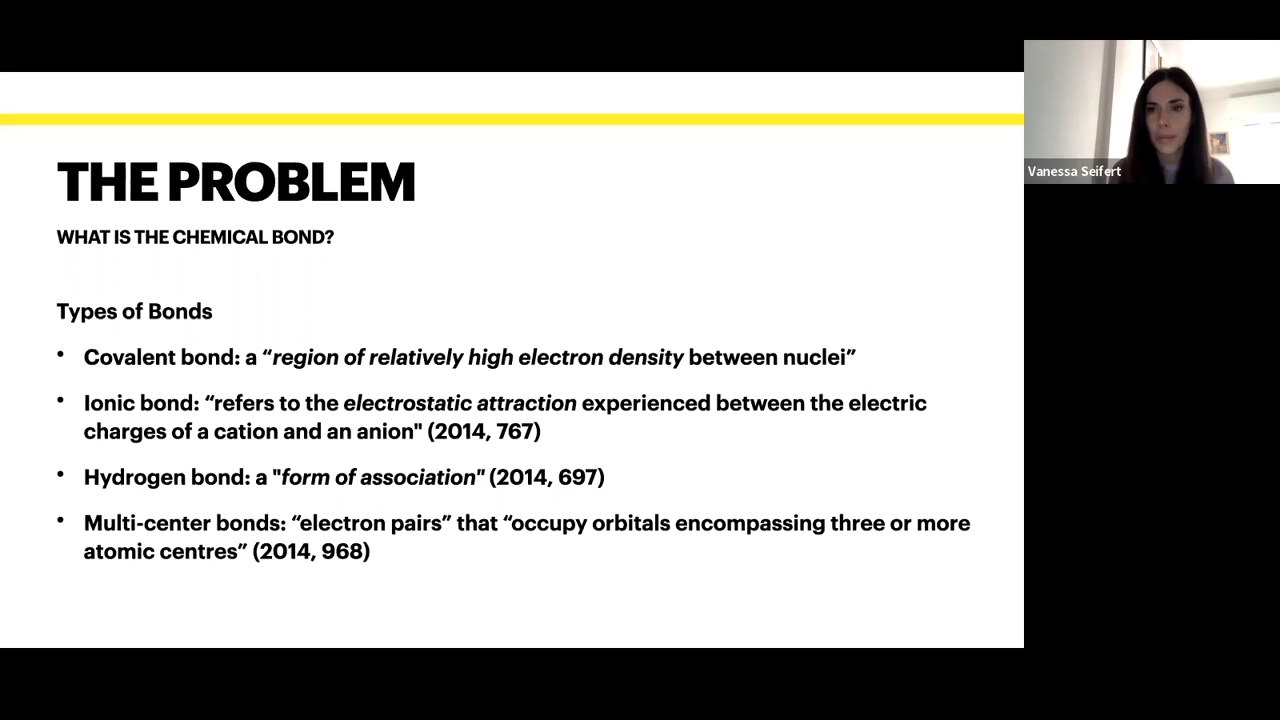 THE PROBLEM
WHAT IS THE CHEMICAL BOND?
Types of Bonds
• Covalent bond: a “region of relatively high electron density between nuclei”
• Ionic bond: “refers to the electrostatic attraction experienced between the electric
charges of a cation and an anion" (2014, 767)
• Hydrogen bond: a "form of association" (2014, 697)
• Multi-center bonds: “electron pairs” that “occupy orbitals encompassing three or more
atomic centres” (2014, 968)
Vanessa Seifert